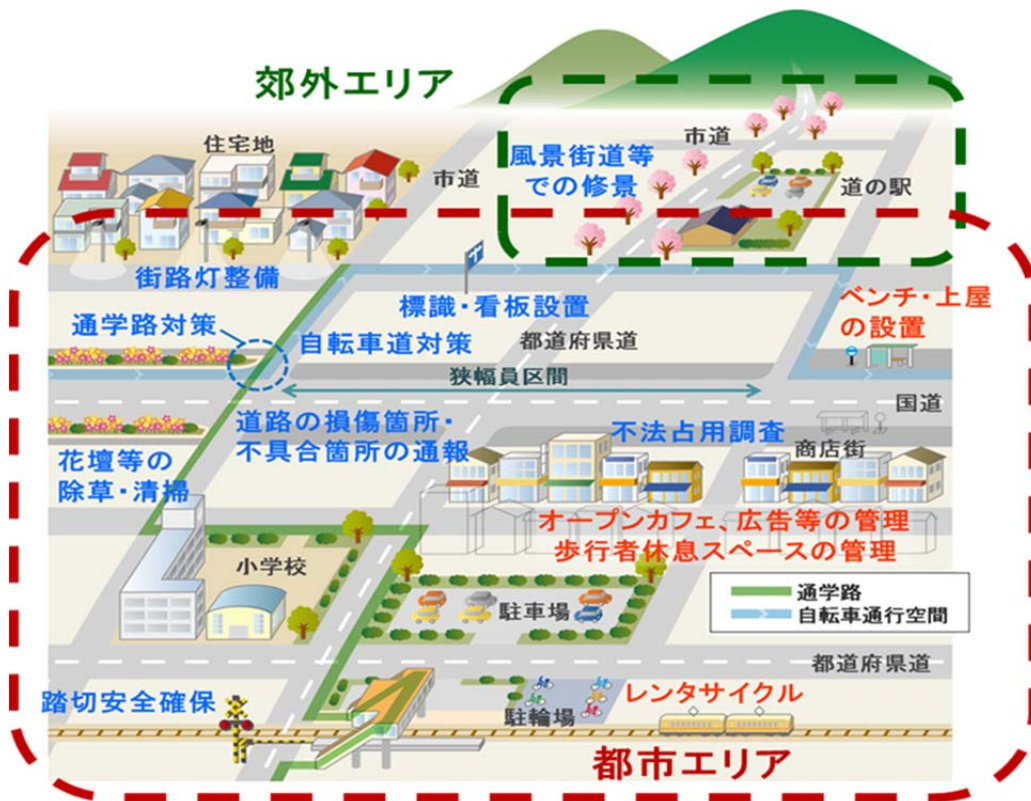 郊外エリア
住宅地
市道
市道
風景街道等
での修景
道の駅
街路灯整備
標識・看板設置
ベンチ・上屋
の設置
通学路対策
自転車道対策
都道府県道
狭幅員区間
国道
道路の損傷箇所・
不具合箇所の通報
不法占用調査
商店街
花壇等の
除草・清掃
オープンカフェ、広告等の管理
歩行者休息スペースの管理
小学校
駐車場
通学路
自転車通行空間
都道府県道
踏切安全確保
駐輪場
レンタサイクル
都市エリア